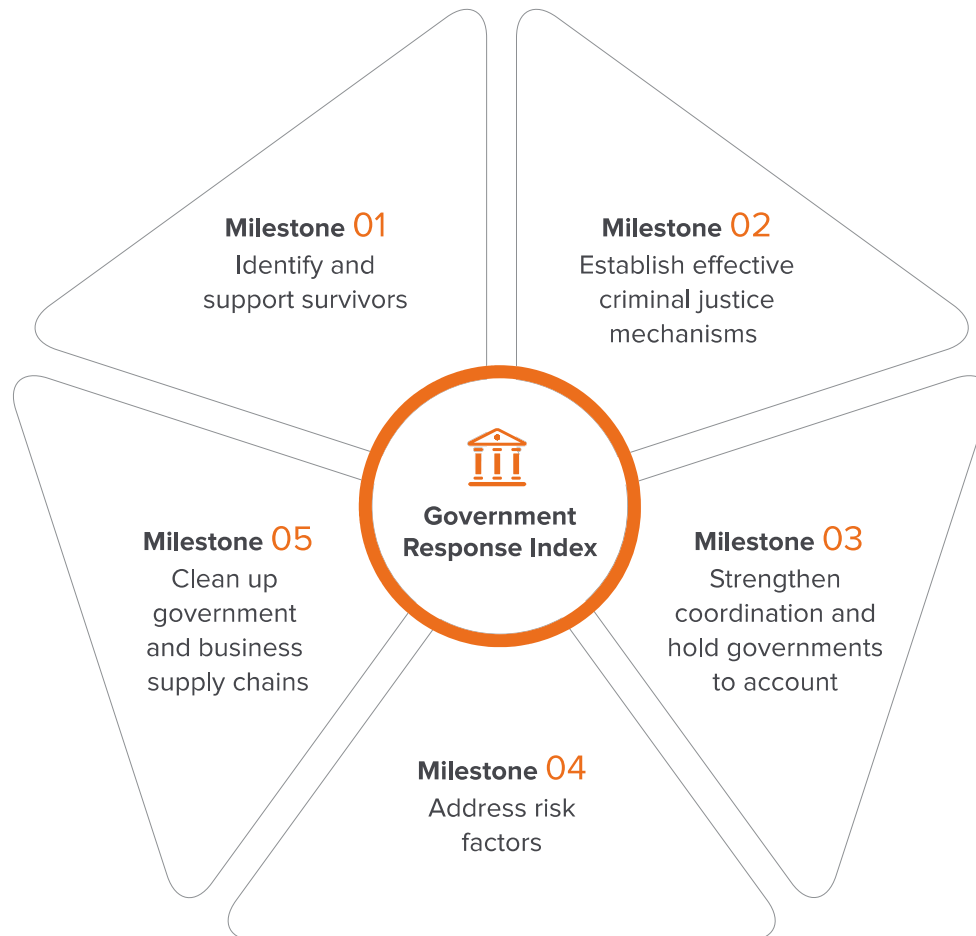 Milestone 01
Identify and
support survivors
Milestone 02
Establish effective
criminal justice
mechanisms
Government
Response Index
Milestone 03
Strengthen
coordination and
hold governments
to account
Milestone 04
Address risk
factors
Milestone 05
Clean up
government
and business
supply chains